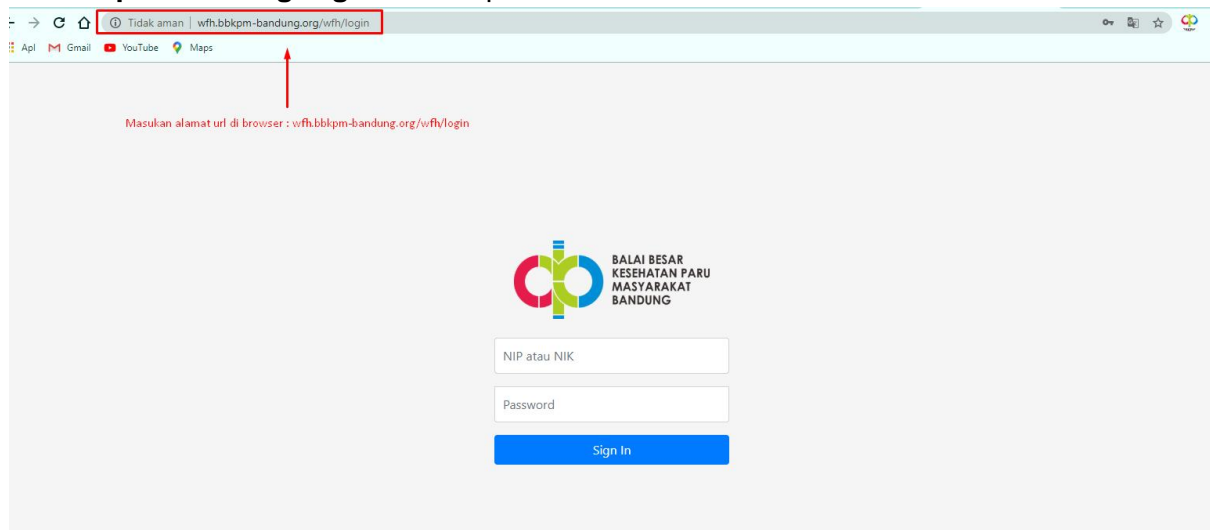 Tidak aman | wfh.bbkpm-bandung.org/wfh/login
Apl Gmail YouTube Maps
Masukan alamat url di browser : wfh.bbkpm-bandung.org/wfh/login
BALAI BESAR
KESEHATAN PARU
MASYARAKAT
BANDUNG
NIP atau NIK
Password
Sign In